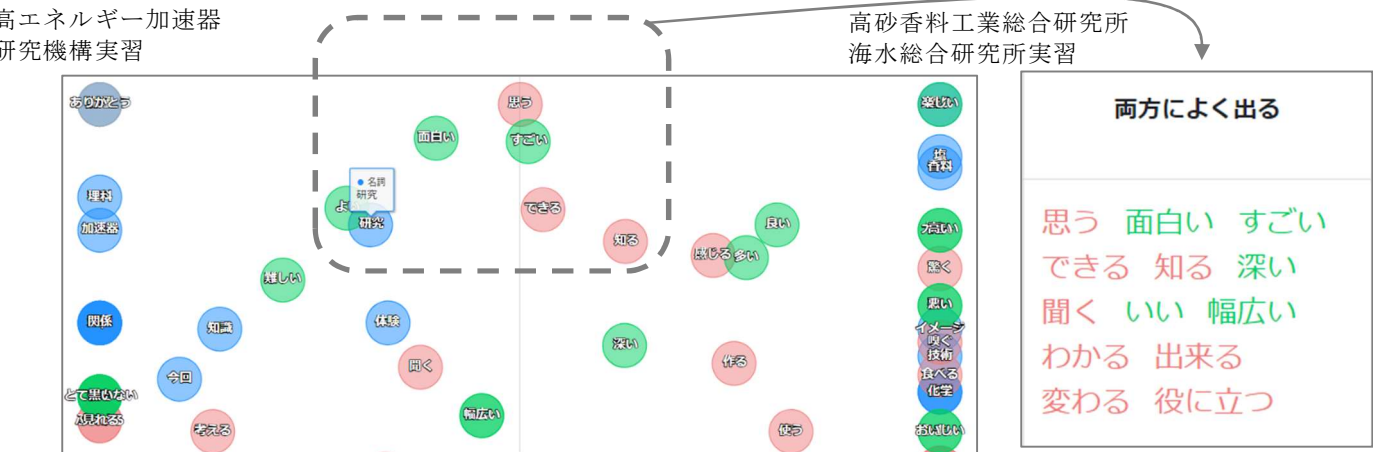 高エネルギー加速器
研究機構実習
高砂香料工業総合研究所
海水総合研究所実習
両方によく出る
思う 面白い すごい
できる 知る 深い
聞く いい 幅広い
わかる 出来る
変わる 役に立つ
ありがとう
思う
楽しい
面白い
すごい
塩
香料
理科
名詞
研究
研究
できる
加速器
知る
良い
高い
感じる
多い
驚く
難しい
悪い
関係
知識
体験
イメージ
嗅ぐ
技術
深い
聞く
作る
食べる
化学
今回
幅広い
考える
使う
おいしい